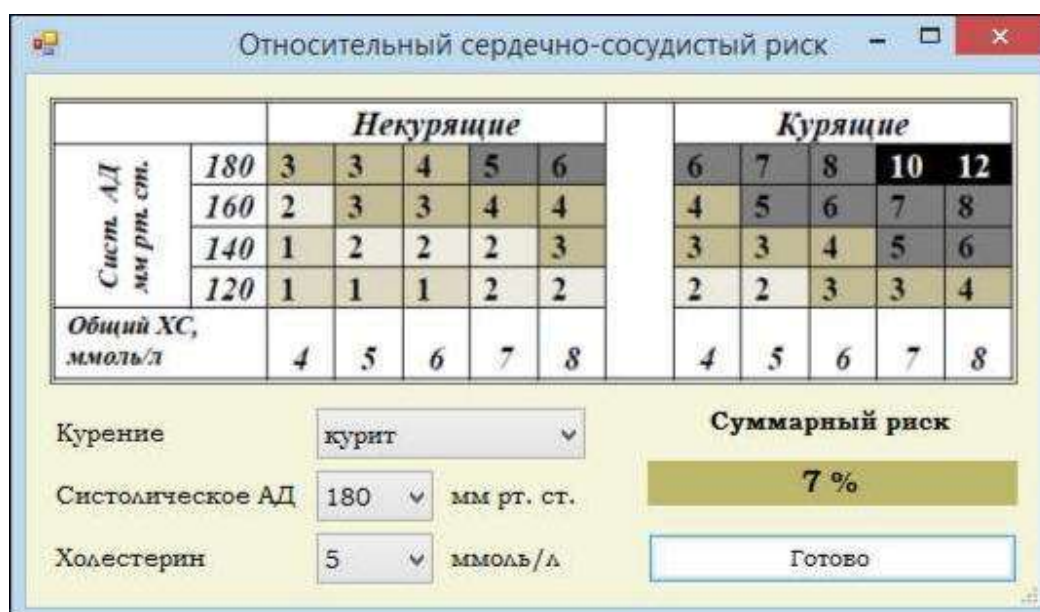 Относительный сердечно-сосудистый риск
Некурящие Курящие
Сист. АД
мм рт. ст.
180 3 3 4 5 6 6 7 8 10 12
160 2 3 3 4 4 4 5 6 7 8
140 1 2 2 2 3 3 3 4 5 6
120 1 1 1 2 2 2 2 3 3 4
Общий ХС,
ммоль/л 4 5 6 7 8 4 5 6 7 8
Курение курит
Суммарный риск
7 %
Систолическое АД 180 мм рт. ст.
Холестерин 5 ммоль/л
Готово